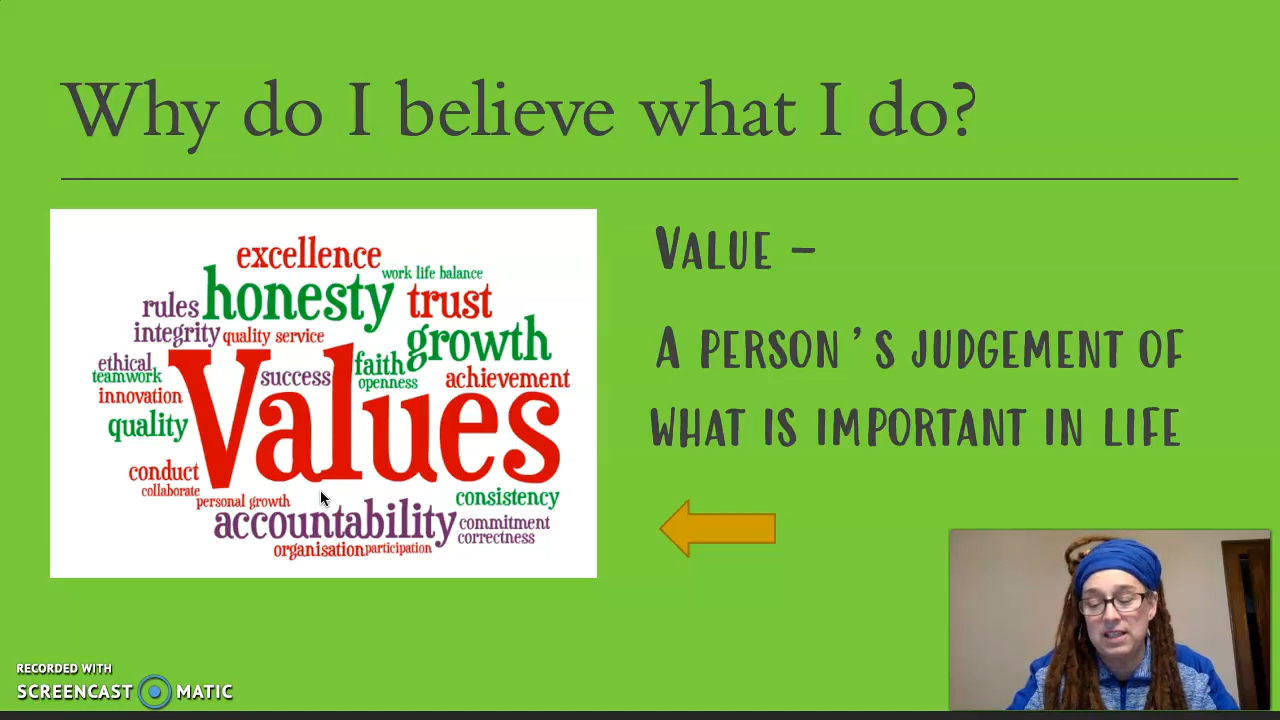 Why do I believe what I do?
excellence
work life balance
honesty
trust
rules
integrity
quality service
growth
faith
ethical
teamwork
success
openness
achievement
innovation
quality
Values
conduct
collaborate
personal growth
consistency
accountability
commitment
correctness
organisation
participation
VALUE –
A PERSON'S JUDGEMENT OF
WHAT IS IMPORTANT IN LIFE
RECORDED WITH
SCREENCAST MATIC